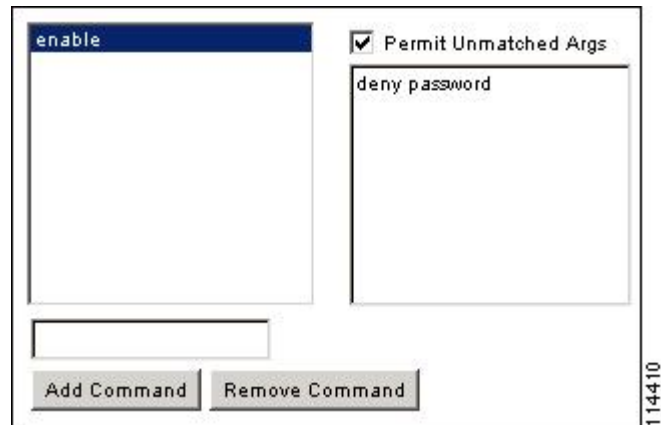 enable
Permit Unmatched Args
deny password
Add Command
Remove Command
114410